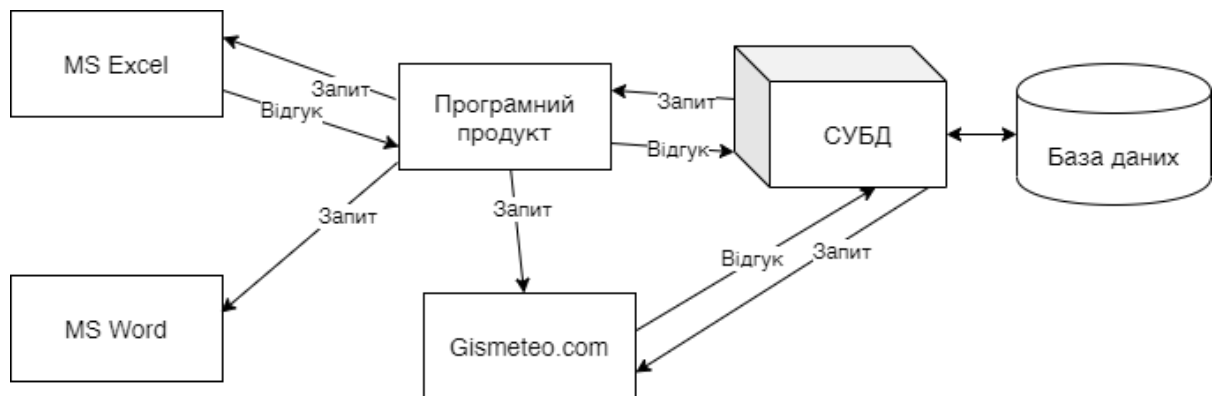 MS Excel
Запит
Відгук
Програмний
продукт
Запит
Відгук
СУБД
База даних
Запит
Запит
Відгук
Запит
MS Word
Gismeteo.com